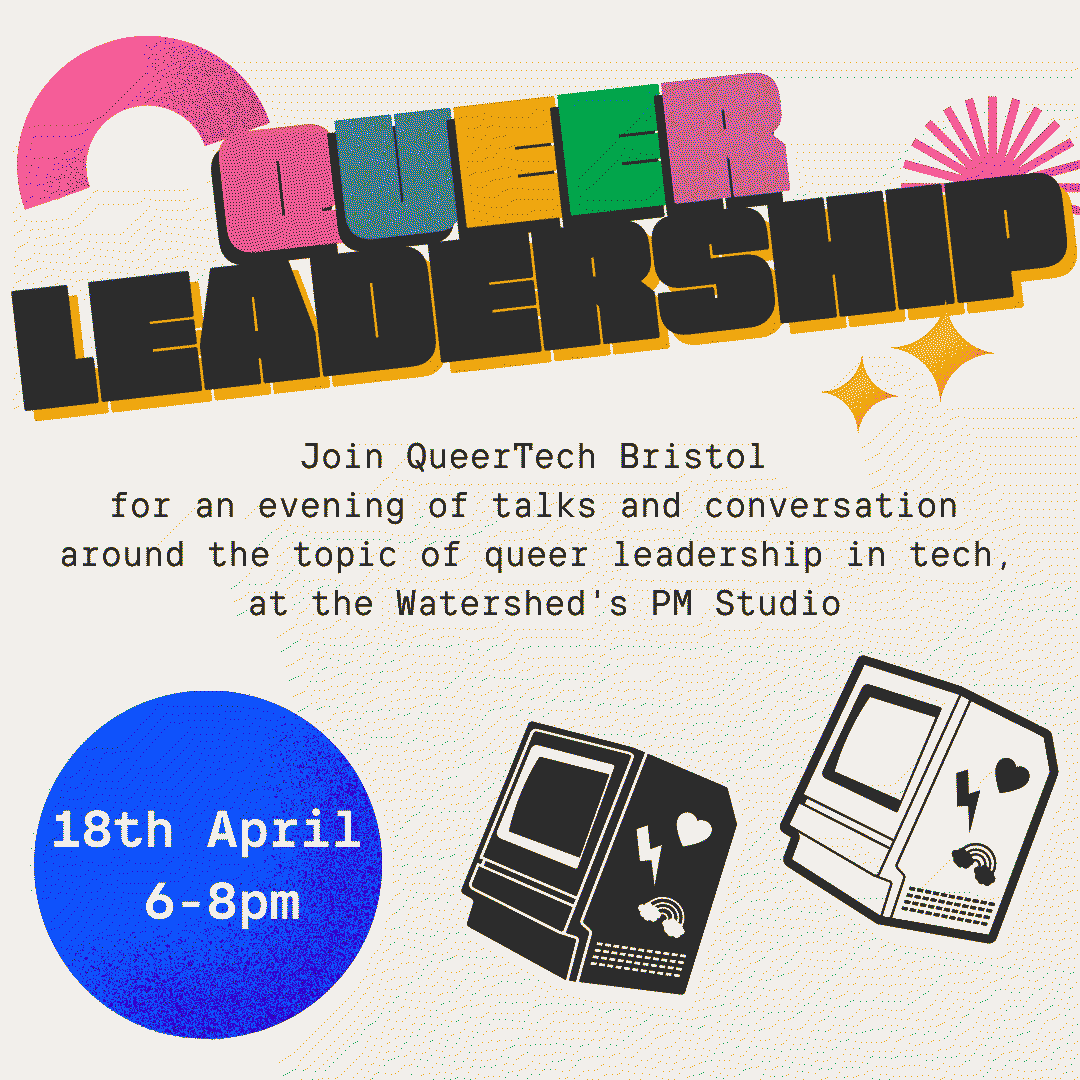 QUEER
LEADERSHIP
Join QueerTech Bristol
for an evening of talks and conversation
around the topic of queer leadership in tech,
at the Watershed's PM Studio
18th April
6-8pm